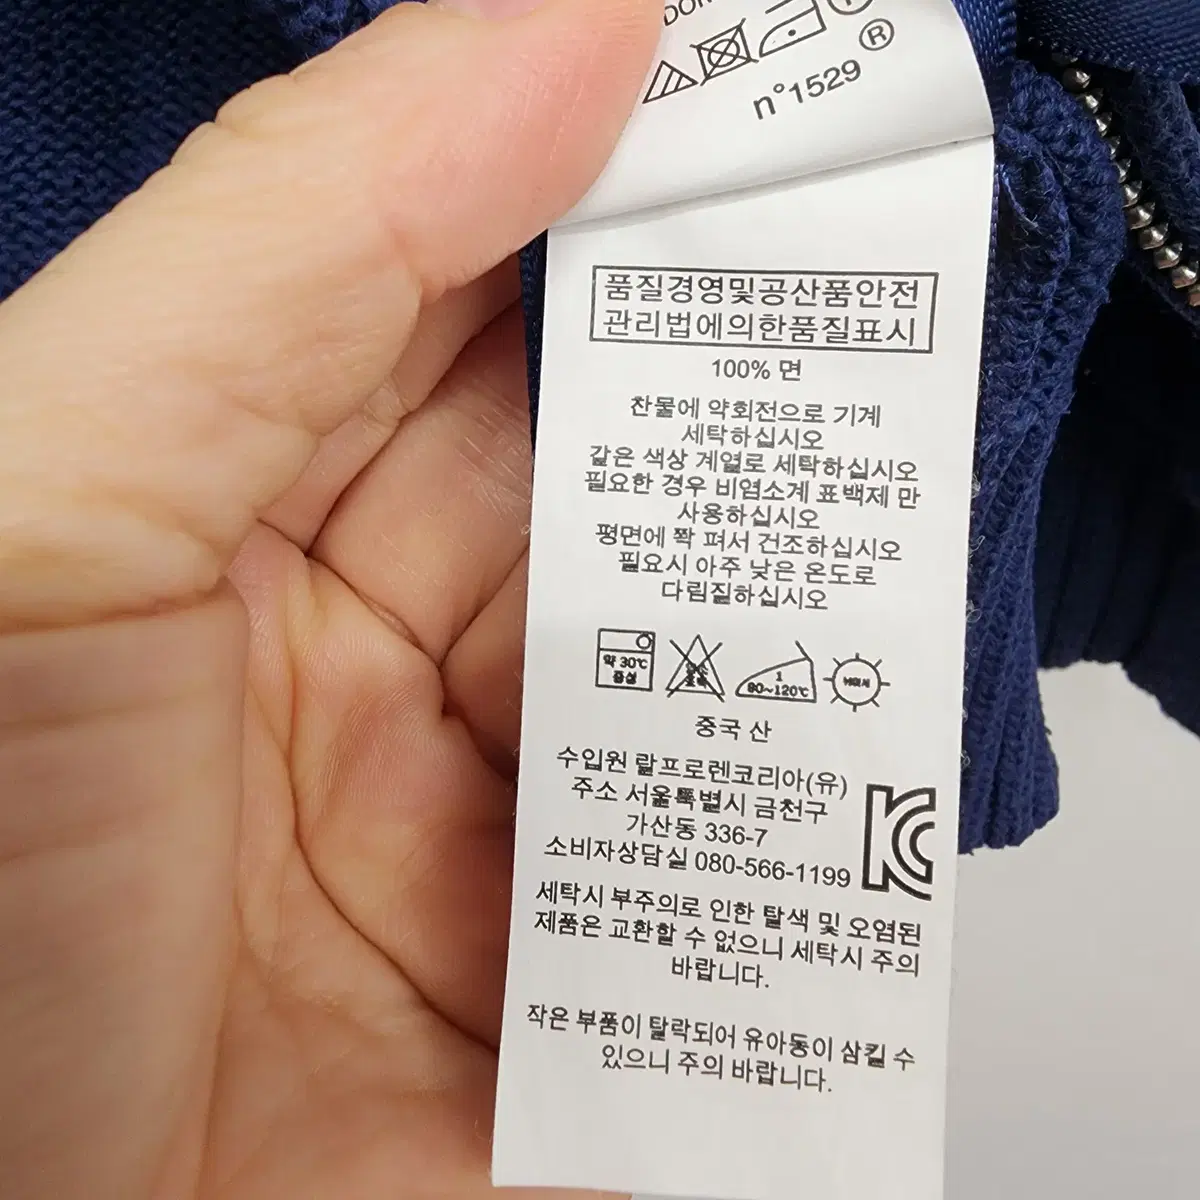 n°1529
®
품질경영및공산품안전
관리법에의한품질표시
100% 면
찬물에 약회전으로 기계
세탁하십시오
같은 색상 계열로 세탁하십시오
필요한 경우 비염소계 표백제 만
사용하십시오
평면에 쫙 펴서 건조하십시오
필요시 아주 낮은 온도로
다림질하십시오
약 30℃
중성
1
80~120℃
중국 산
수입원 랄프로렌코리아(유)
주소 서울특별시 금천구
가산동 336-7
소비자상담실 080-566-1199
세탁시 부주의로 인한 탈색 및 오염된
제품은 교환할 수 없으니 세탁시 주의
바랍니다.
작은 부품이 탈락되어 유아동이 삼킬 수
있으니 주의 바랍니다.